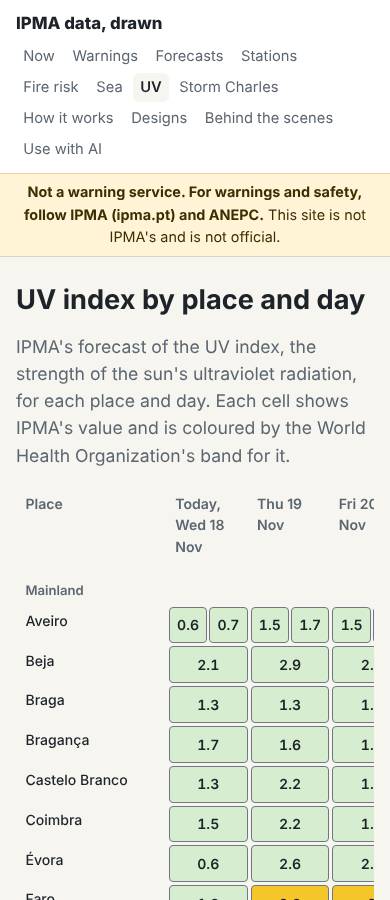 IPMA data, drawn
Now Warnings Forecasts Stations
Fire risk Sea UV Storm Charles
How it works Designs Behind the scenes
Use with AI
Not a warning service. For warnings and safety,
follow IPMA (ipma.pt) and ANEPC. This site is not
IPMA's and is not official.
UV index by place and day
IPMA's forecast of the UV index, the
strength of the sun's ultraviolet radiation,
for each place and day. Each cell shows
IPMA's value and is coloured by the World
Health Organization's band for it.
Place Today, Thu 19 Fri
Wed 18 Nov Nov
Nov
Mainland
Aveiro 0.6 0.7 1.5 1.7 1.5
Beja 2.1 2.9
Braga 1.3 1.3
Bragança 1.7 1.6
Castelo Branco 1.3 2.2
Coimbra 1.5 2.2
Évora 0.6 2.6
Faro